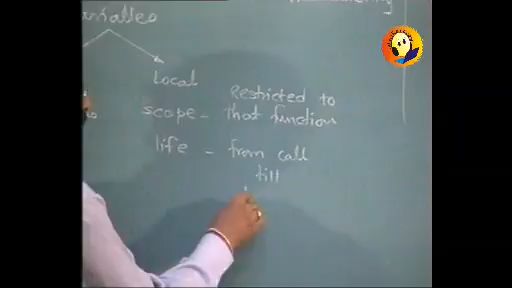 Variables
Local
scope - Restricted to that function
life - from call
till